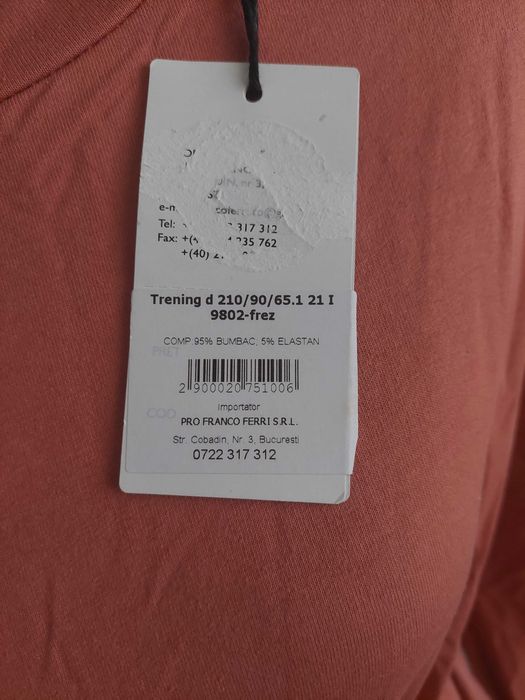 nr 3,
e-m
Tel: 317 312
Fax: +(4 235 762
+(40) 2
Trening d 210/90/65.1 21 I
9802-frez
COMP.95% BUMBAC, 5% ELASTAN
PRET
2 900020 751006
Importator
COD
PRO FRANCO FERRI S.R.L.
Str. Cobadin, Nr. 3, Bucuresti
0722 317 312